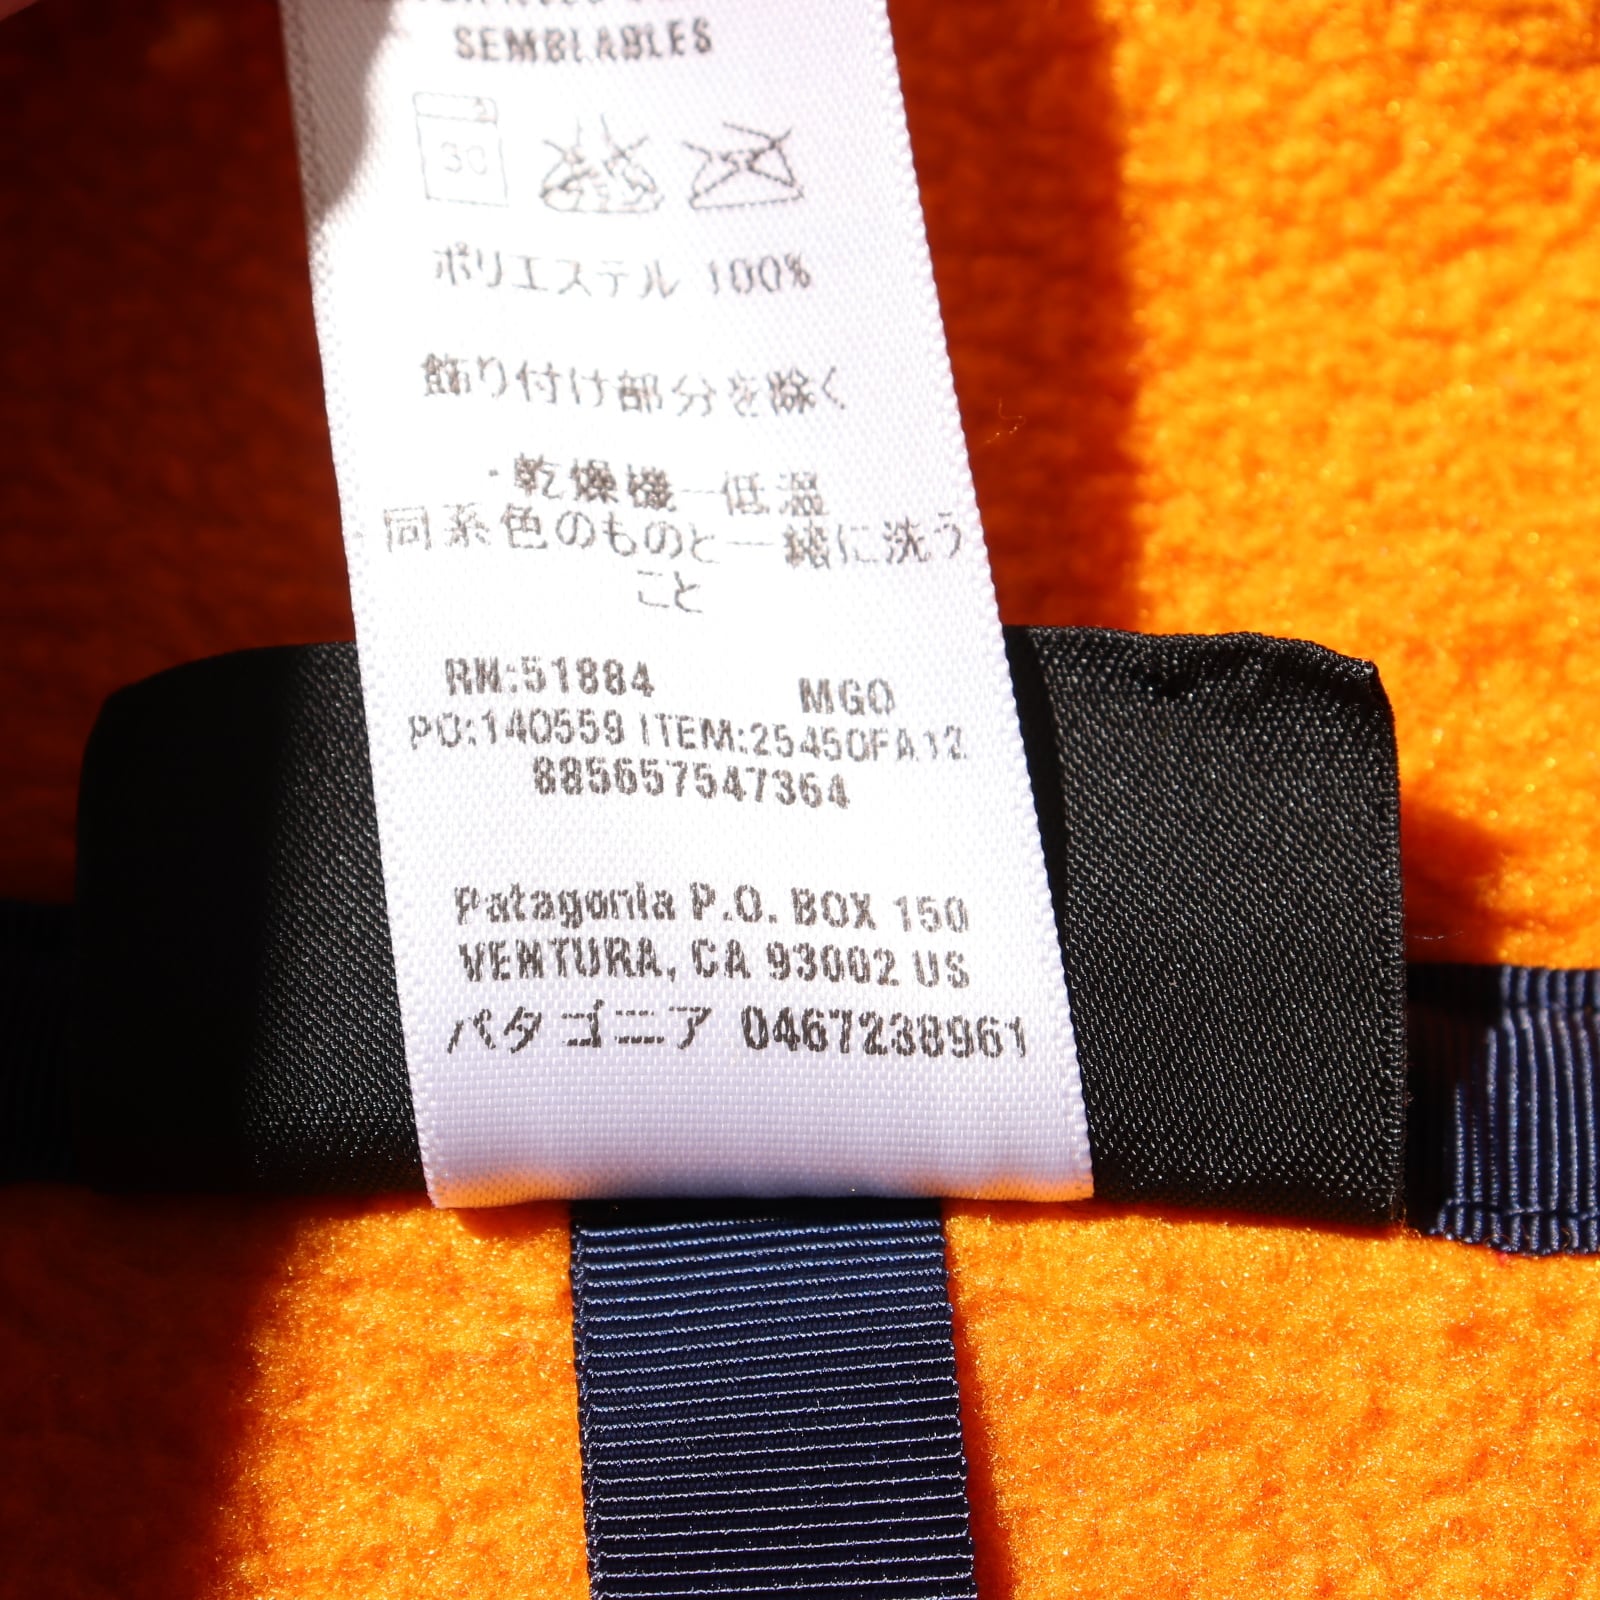 SEMBLABLES
30
ポリエステル 100%
飾り付け部分を除く
・乾燥機―低温
同系色のものと一緒に洗う
こと
RN:51884 MGO
PO:140559 ITEM:25450FA12
885657547364
Patagonia P.O. BOX 150
VENTURA, CA 93002 US
パタゴニア 0467238961